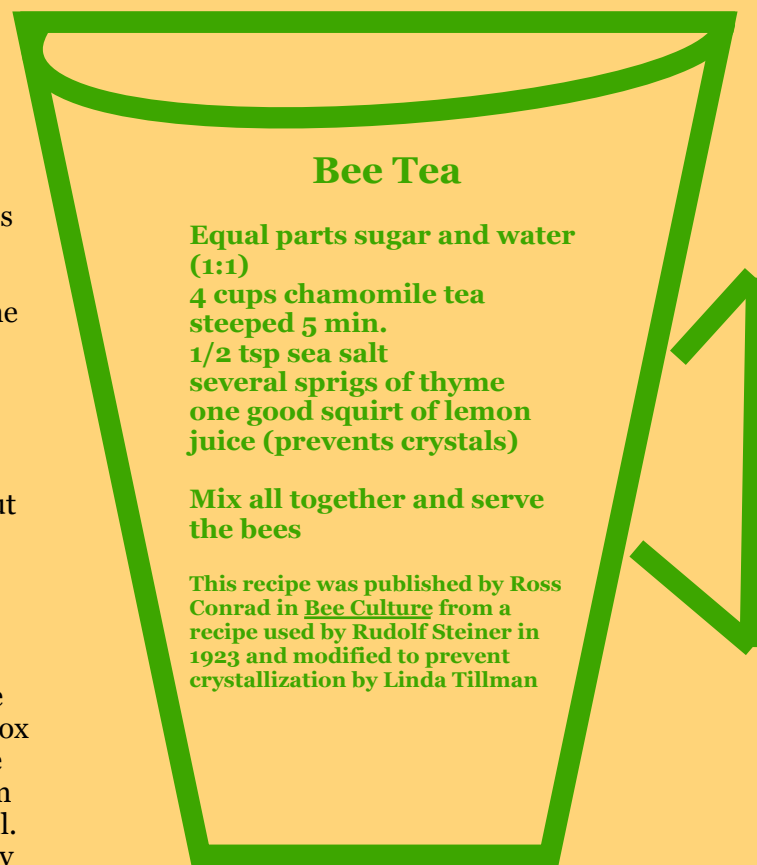 Bee Tea
Equal parts sugar and water
(1:1)
4 cups chamomile tea
steeped 5 min.
1/2 tsp sea salt
several sprigs of thyme
one good squirt of lemon
juice (prevents crystals)
Mix all together and serve
the bees
This recipe was published by Ross
Conrad in Bee Culture from a
recipe used by Rudolf Steiner in
1923 and modified to prevent
crystallization by Linda Tillman